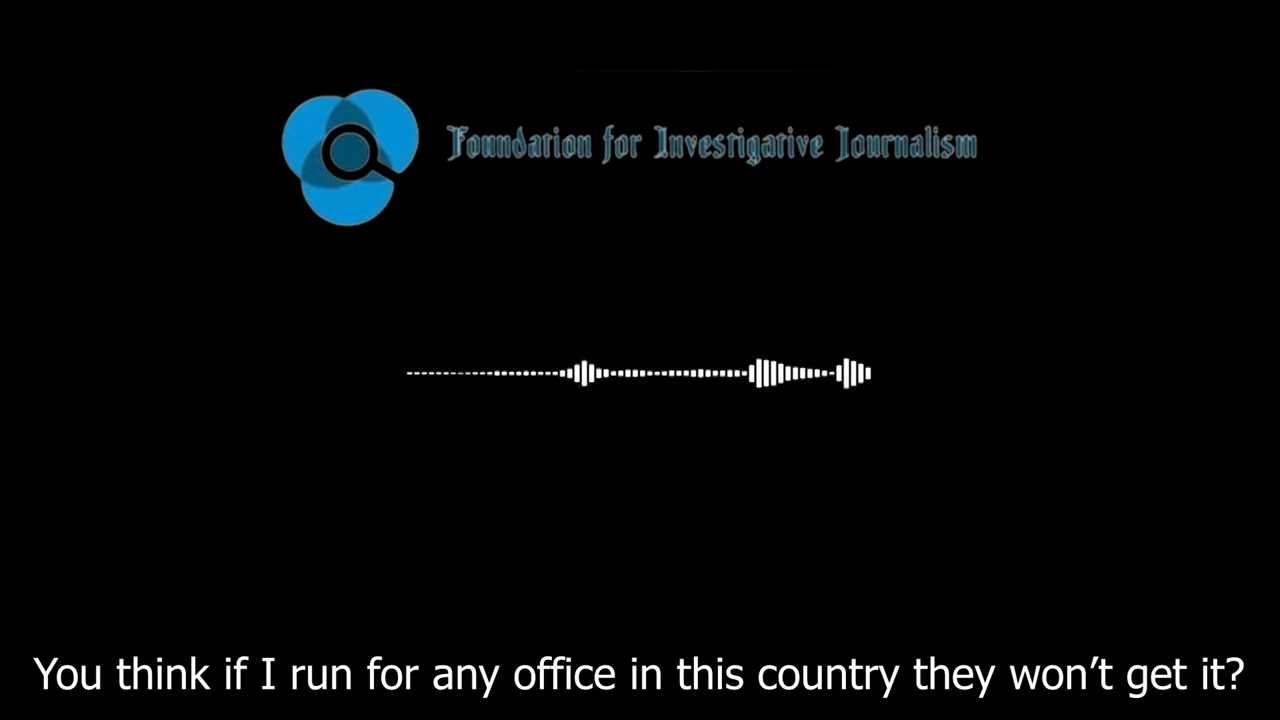 Foundation for Investigative Journalism
You think if I run for any office in this country they won’t get it?